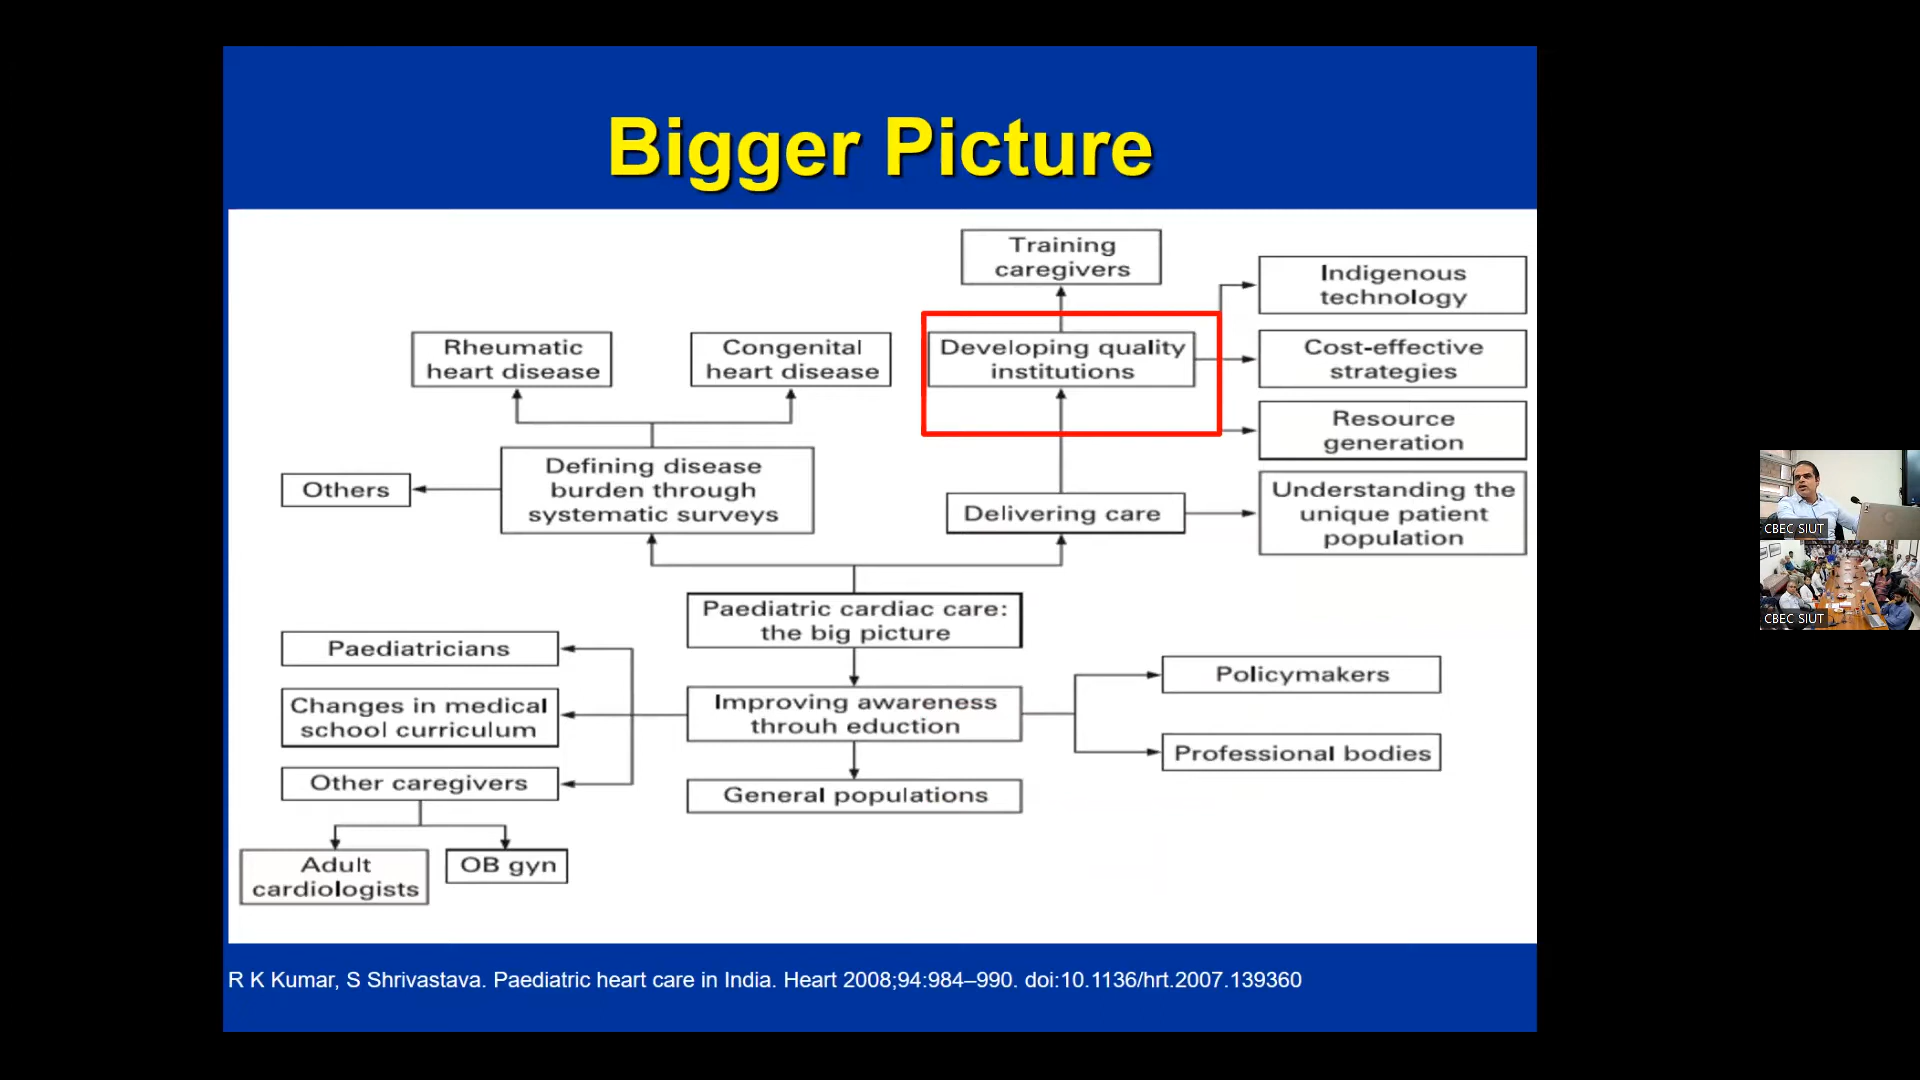 Bigger Picture
Training
caregivers
Indigenous
technology
Rheumatic
heart disease
Congenital
heart disease
Developing quality
institutions
Cost-effective
strategies
Resource
generation
Others
Defining disease
burden through
systematic surveys
Delivering care
Understanding the
unique patient
population
Paediatric cardiac care:
the big picture
Paediatricians
Changes in medical
school curriculum
Other caregivers
Improving awareness
throuh eduction
Policymakers
Professional bodies
General populations
Adult
cardiologists
OB gyn
R K Kumar, S Shrivastava. Paediatric heart care in India. Heart 2008;94:984–990. doi:10.1136/hrt.2007.139360
CBEC SIUT
CBEC SIUT